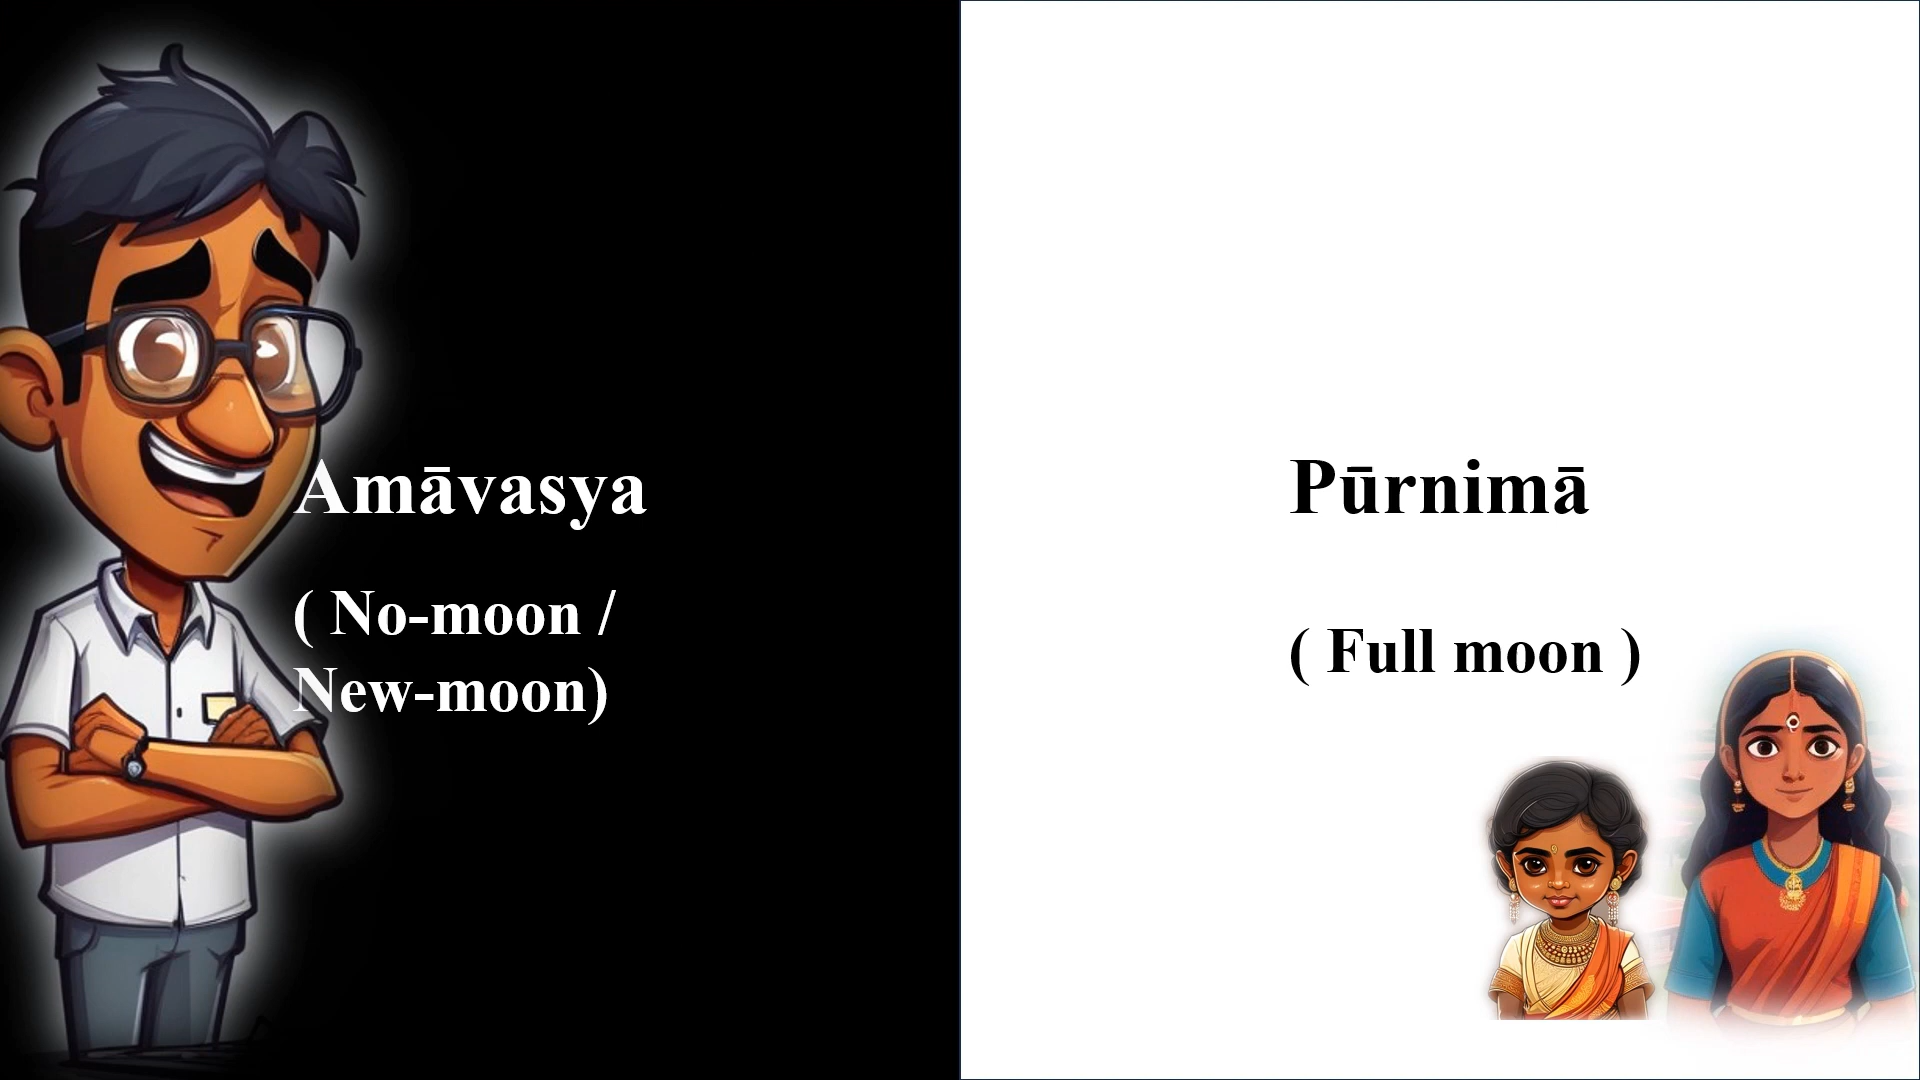 Amāvasya
( No-moon /
New-moon)
Pūrnimā
( Full moon )